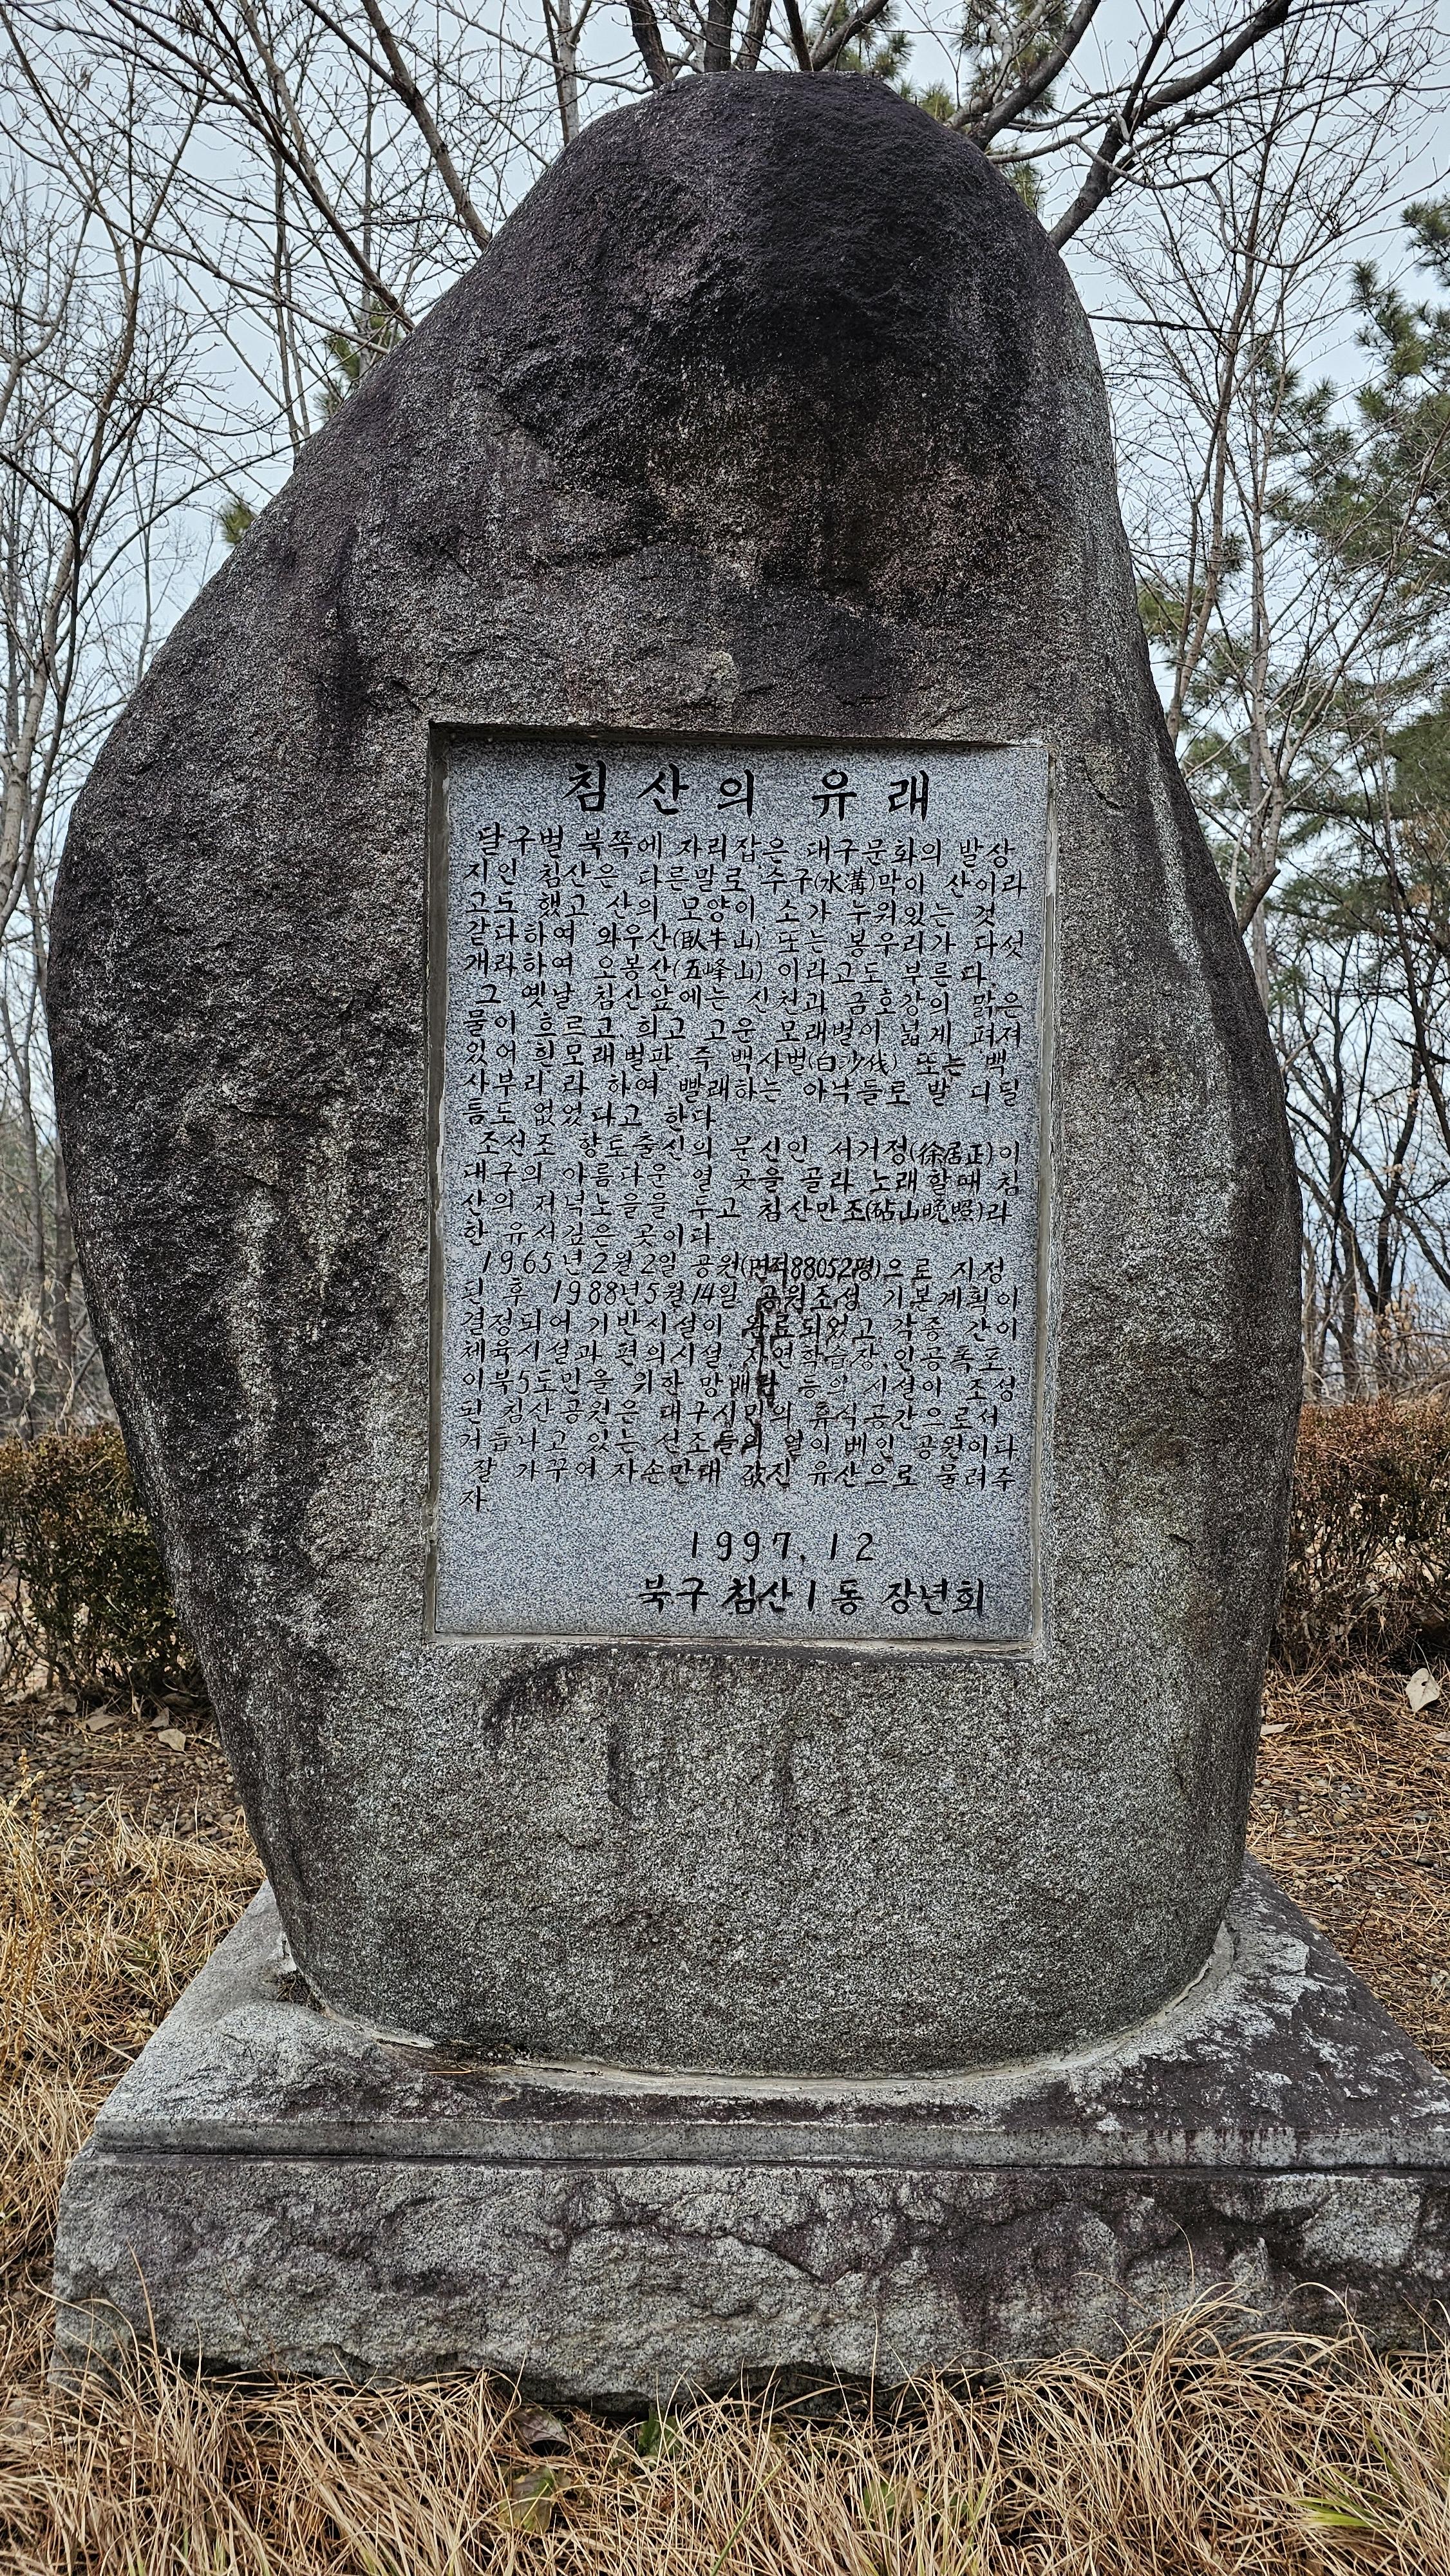 침산의 유래
달구벌 북쪽에 자리잡은 대구문화의 발상
지인 침산은 다른말로 수구(水溝)막이 산이라
고도 했고 산의 모양이 소가 누워있는 것
같다하여 와우산(臥牛山) 또는 봉우리가 다섯
개라하여 오봉산(五峰山) 이라고도 부른다.
그 옛날 침산앞에는 신천과 금호강의 맑은
물이 흐르고, 희고 고운 모래벌이 넓게 펴져
있어 흰모래벌판, 즉 백사벌(白沙伐) 또는 백
사부리라 하여 빨래하는 아낙들로 발 디딜
틈도 없었다고 한다
조선조 향토출신의 문신인 서거정(徐居正)이
대구의 아름다운 열 곳을 골라 노래할때 침
산의 저녁노을을 두고 침산만조(砧山晩照)라
한 유서깊은 곳이다
1965년 2월 2일 공원(면적88052평)으로 지정
된 후 1988년 5월 14일 공원조성 기본계획이
결정되어 기반시설이 완료되었고 각종 간이
체육시설과 편의시설, 자연학습장, 인공폭포,
이북5도민을 위한 망배단 등의 시설이 조성
된 침산공원은 대구시민의 휴식공간으로서
거듭나고 있는 선조들의 얼이 베인 공원이다.
잘 가꾸어 자손만대 값진 유산으로 물려주
자
1997. 12
북구 침산1동 장년회